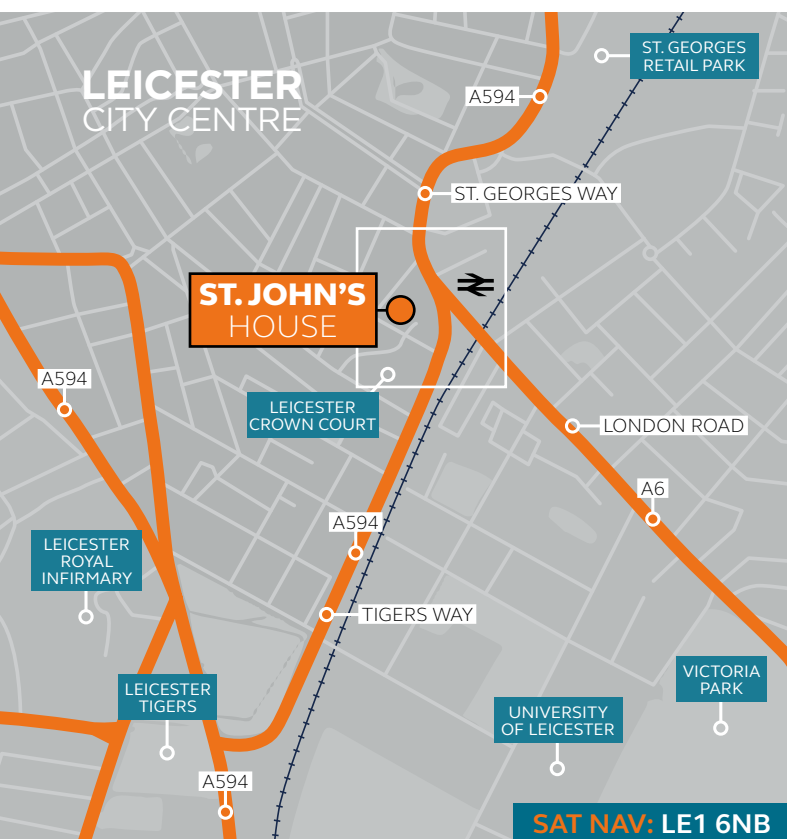 ST. GEORGES
RETAIL PARK
LEICESTER
CITY CENTRE
A594
ST. GEORGES WAY
ST. JOHN'S
HOUSE
A594
LEICESTER
CROWN COURT
LONDON ROAD
A6
A594
LEICESTER
ROYAL
INFIRMARY
TIGERS WAY
VICTORIA
PARK
LEICESTER
TIGERS
UNIVERSITY
OF LEICESTER
A594
SAT NAV: LE1 6NB